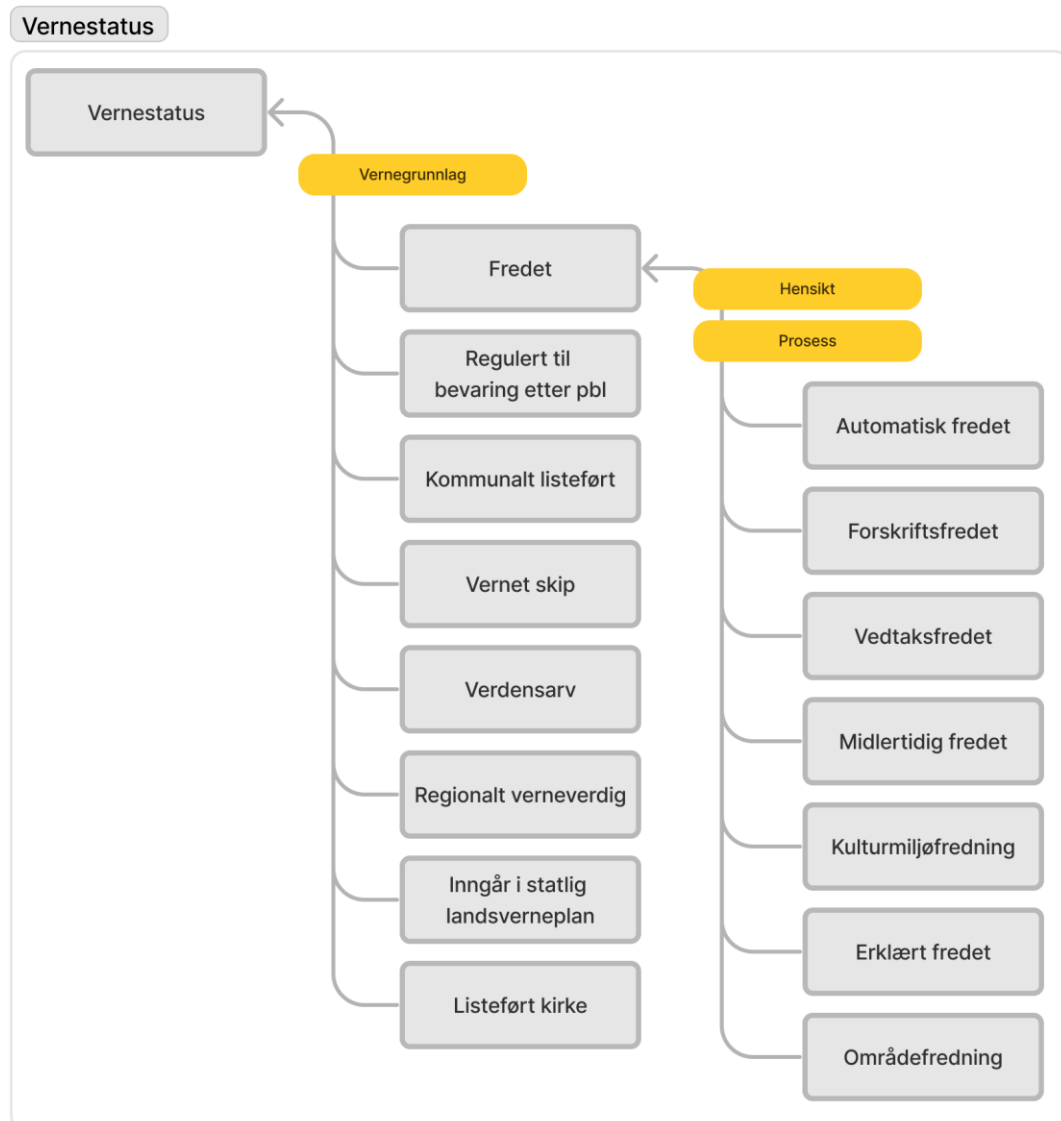 Vernestatus
Vernestatus
Vernegrunnlag
Fredet
Hensikt
Prosess
Regulert til
bevaring etter pbl
Automatisk fredet
Kommunalt listeført
Forskriftsfredet
Vernet skip
Vedtaksfredet
Verdensarv
Midlertidig fredet
Regionalt verneverdig
Kulturmiljøfredning
Inngår i statlig
landsverneplan
Erklært fredet
Listeført kirke
Områdefredning